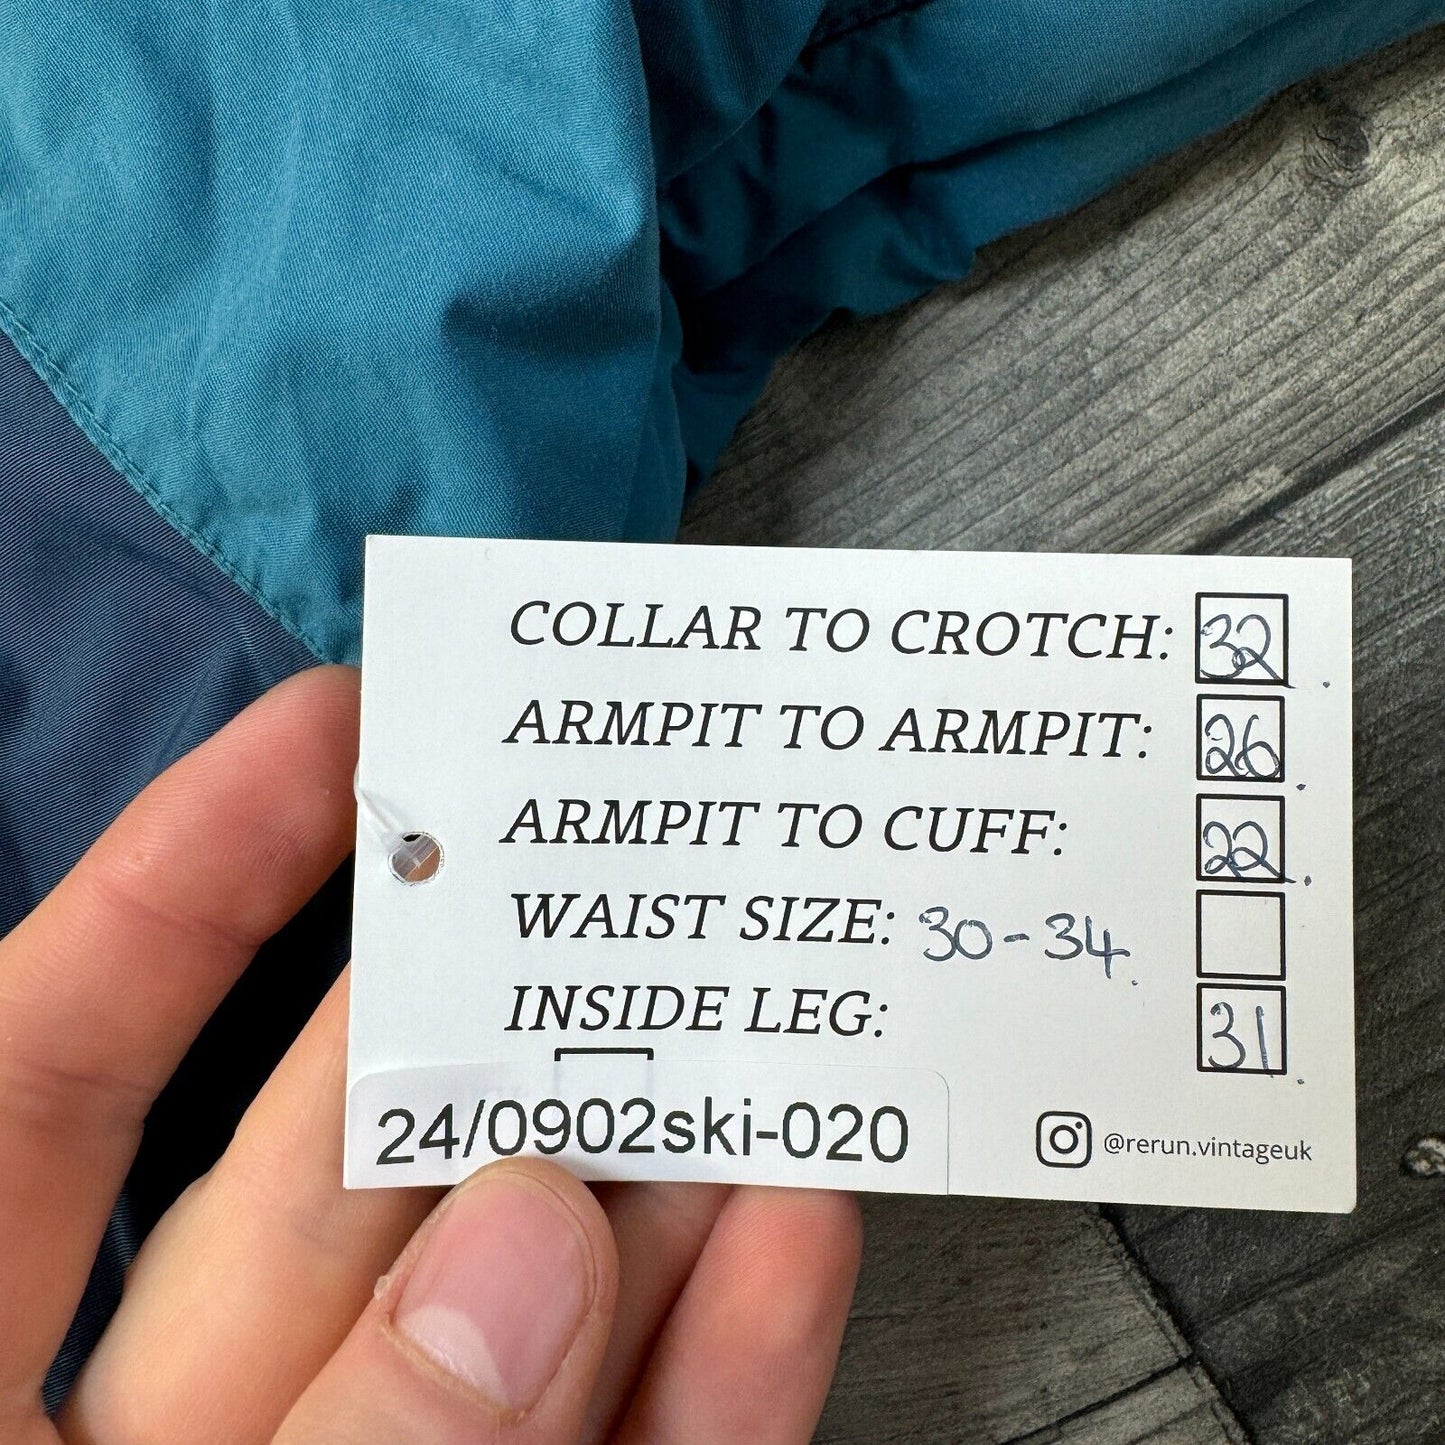 COLLAR TO CROTCH: 32
ARMPIT TO ARMPIT: 26
ARMPIT TO CUFF: 22
WAIST SIZE: 30-34
INSIDE LEG: 31
24/0902ski-020
@rerun.vintageuk